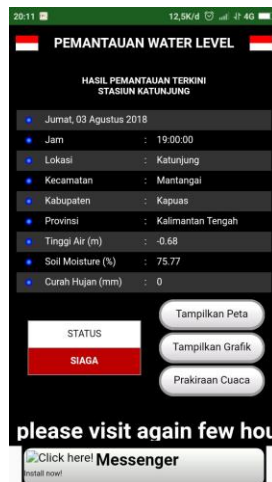 20:11 12,5K/d 4G
PEMANTAUAN WATER LEVEL
HASIL PEMANTAUAN TERKINI
STASIUN KATUNJUNG
Jumat, 03 Agustus 2018
Jam : 19:00:00
Lokasi : Katunjung
Kecamatan : Mantangai
Kabupaten : Kapuas
Provinsi : Kalimantan Tengah
Tinggi Air (m) : -0.68
Soil Moisture (%) : 75.77
Curah Hujan (mm) : 0
STATUS
SIAGA
Tampilkan Peta
Tampilkan Grafik
Prakiraan Cuaca
please visit again few hou
Click here! Messenger
Install now!